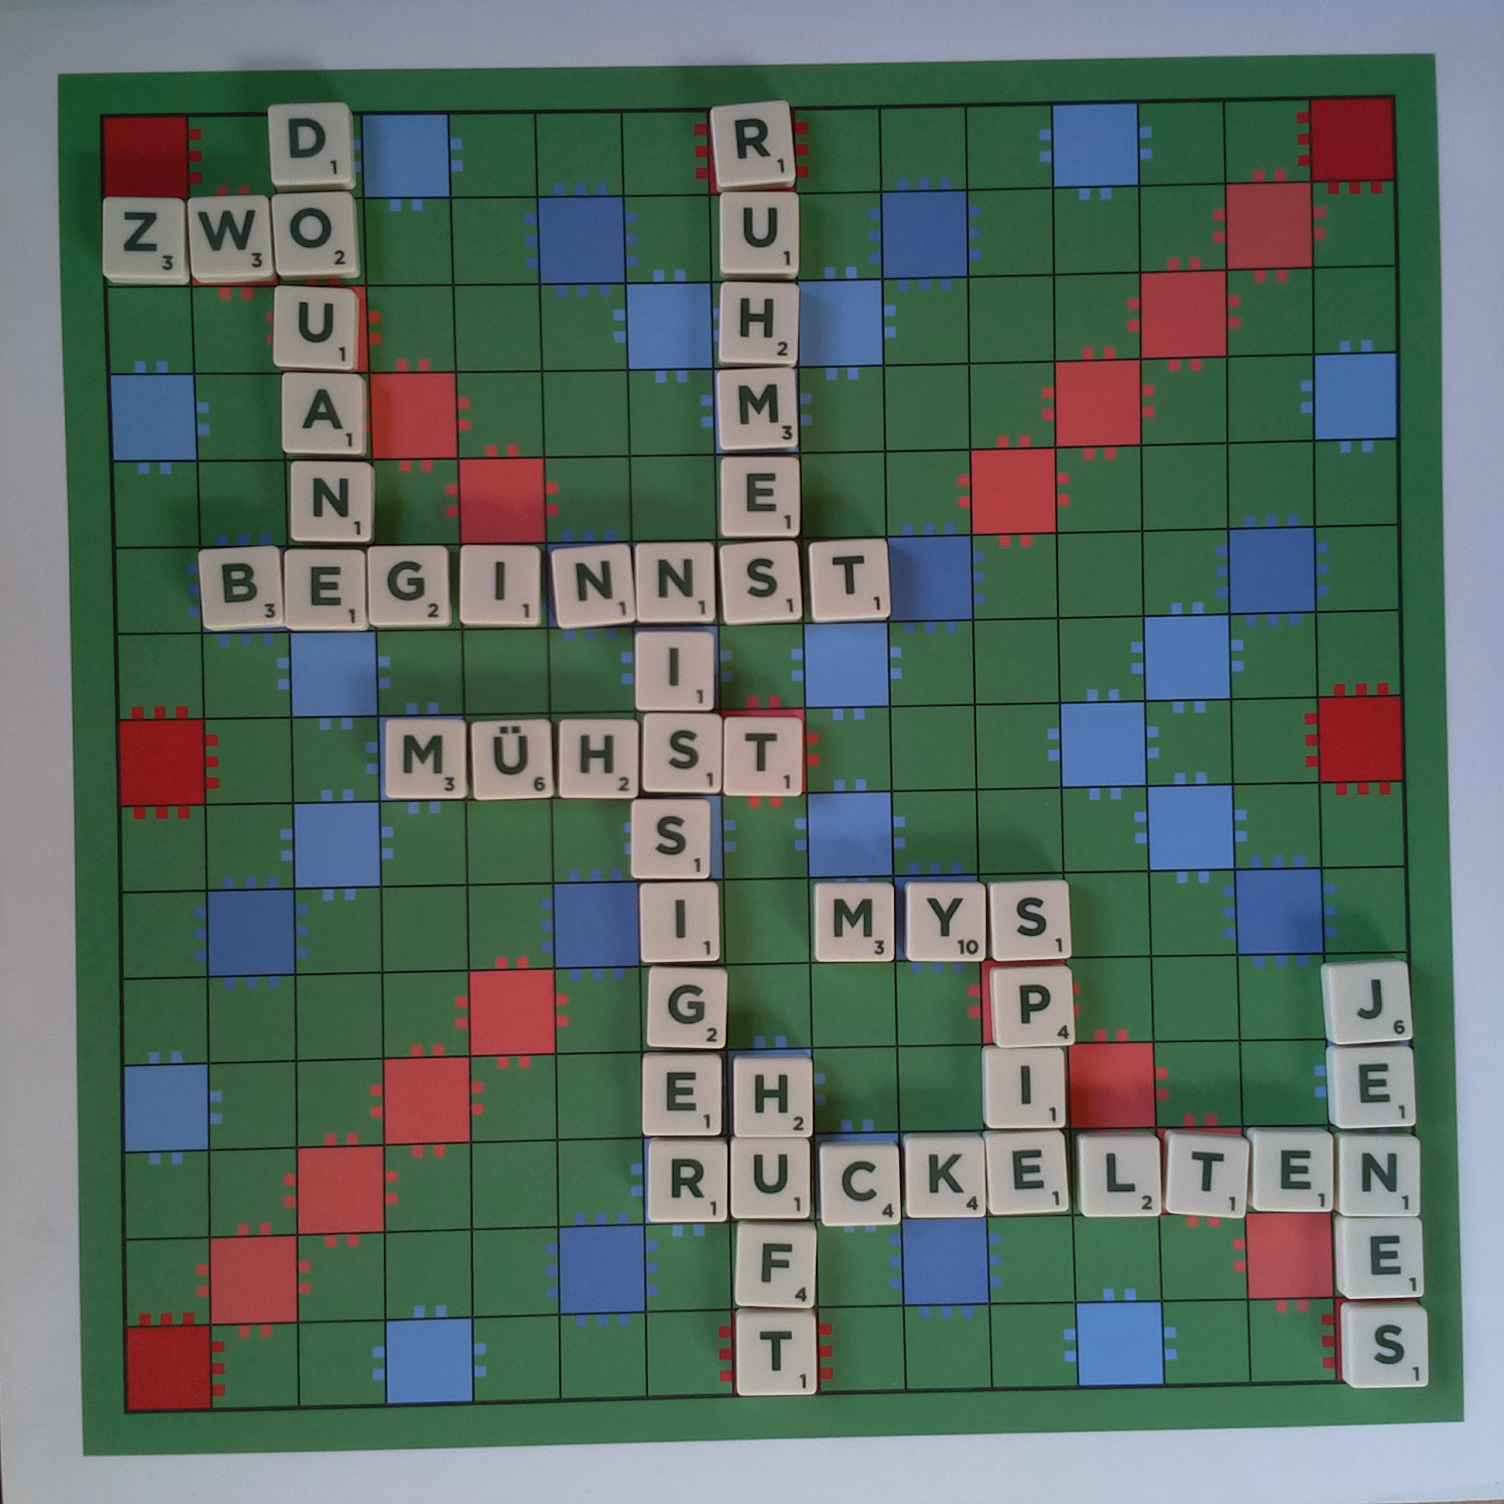 D R
ZWO U
U H
A M
N E
BEGINNST
I
MÜHST
S
I MYS
G P J
E H I E
RUCKELTEN
F E
T S